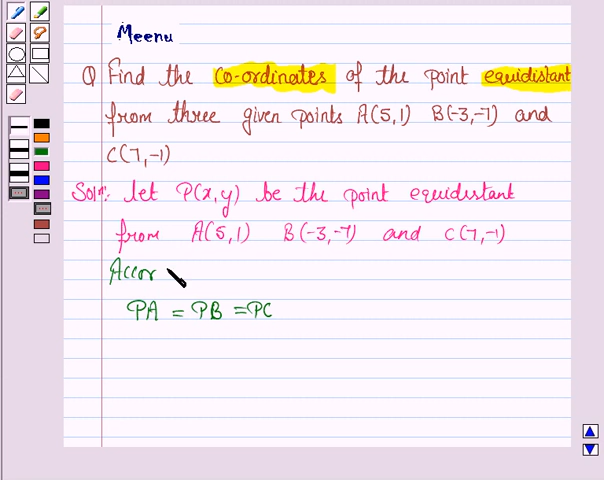 Meenu
Q Find the co-ordinates of the point equidistant
from three given points A(5,1) B(-3,-7) and
C(7,-1)
Soln: let P(x,y) be the point equidistant
from A(5,1) B(-3,-7) and C(7,-1)
Accor
PA = PB = PC